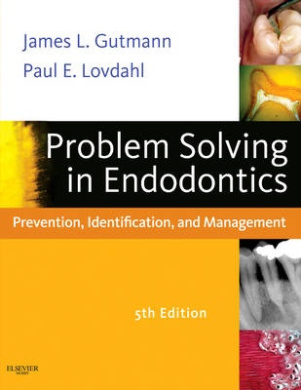 James L. Gutmann
Paul E. Lovdahl
Problem Solving
in Endodontics
Prevention, Identification, and Management
5th Edition
ELSEVIER